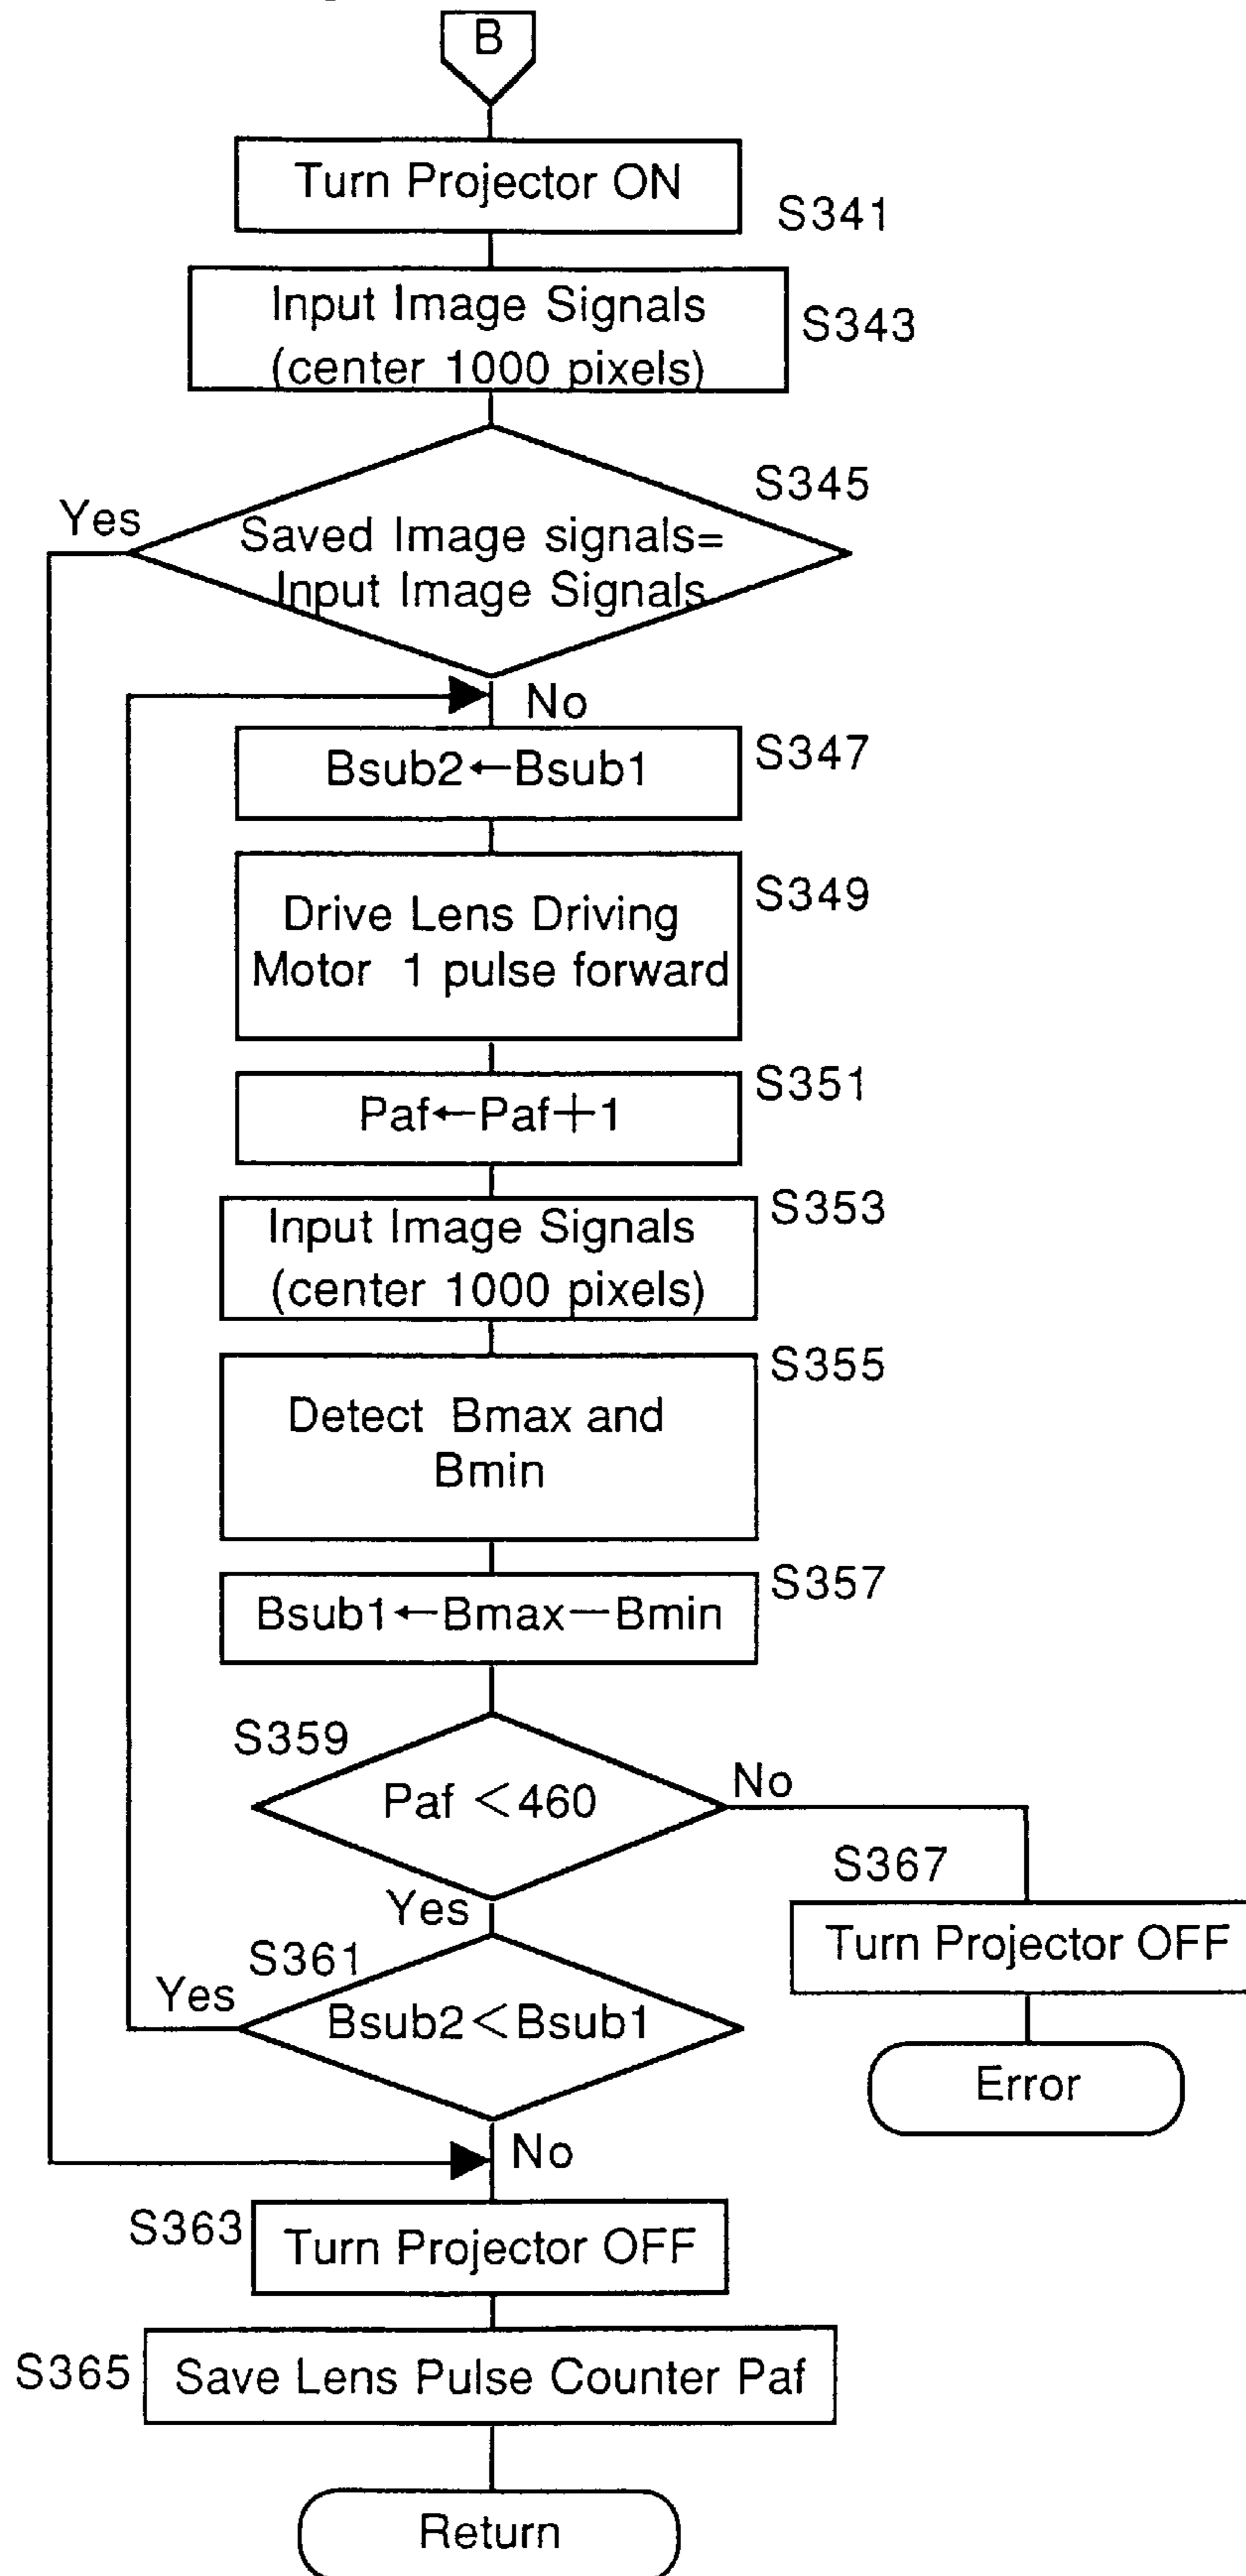 B
Turn Projector ON
S341
Input Image Signals
(center 1000 pixels)
S343
S345
Yes
Saved Image signals=
Input Image Signals
No
Bsub2←Bsub1
S347
Drive Lens Driving
Motor 1 pulse forward
S349
Paf←Paf+1
S351
Input Image Signals
(center 1000 pixels)
S353
Detect Bmax and
Bmin
S355
Bsub1←Bmax−Bmin
S357
S359
Paf <460
No
Yes
S367
Turn Projector OFF
Error
S361
Yes
Bsub2<Bsub1
No
S363
Turn Projector OFF
S365
Save Lens Pulse Counter Paf
Return